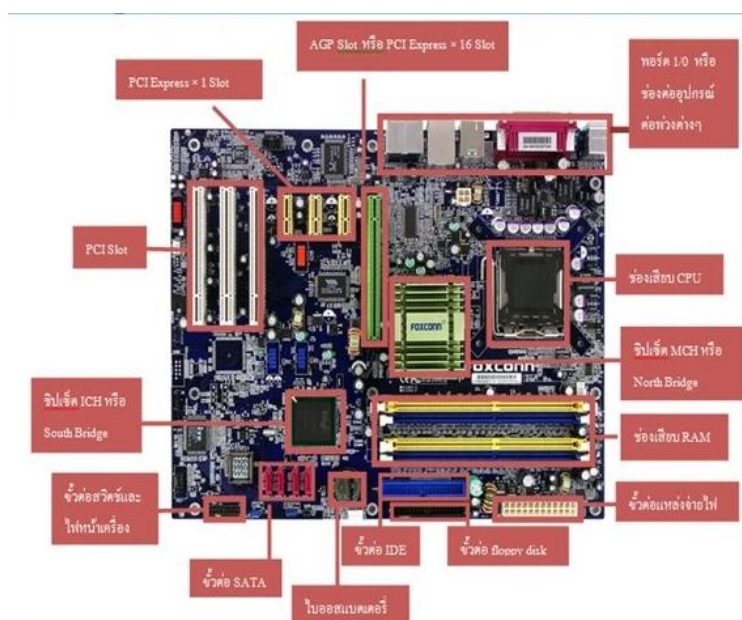 AGP Slot หรือ PCI Express × 16 Slot
PCI Express × 1 Slot
พอร์ต 1/0 หรือ
ช่องต่ออุปกรณ์
ต่อพ่วงต่างๆ
PCI Slot
ช่องเสียบ CPU
FOXCONN
FOXCONN
ชิปเซ็ต MCH หรือ
North Bridge
ชิปเซ็ต ICH หรือ
South Bridge
ช่องเสียบ RAM
ขั้วต่อสวิตช์และ
ไฟหน้าเครื่อง
ขั้วต่อแหล่งจ่ายไฟ
ขั้วต่อ IDE
ขั้วต่อ floppy disk
ขั้วต่อ SATA
ไบออสแบตเตอรี่